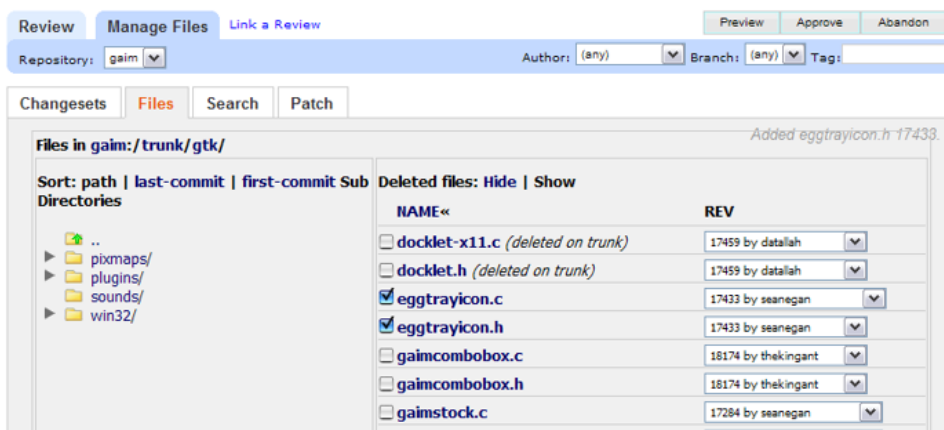 Review Manage Files Link a Review Preview Approve Abandon
Repository: gaim Author: (any) Branch: (any) Tag:
Changesets Files Search Patch
Added eggtrayicon.h 17433.
Files in gaim:/trunk/gtk/
Sort: path | last-commit | first-commit Sub Directories
..
pixmaps/
plugins/
sounds/
win32/
Deleted files: Hide | Show
NAME« REV
docklet-x11.c (deleted on trunk) 17459 by datallah
docklet.h (deleted on trunk) 17459 by datallah
eggtrayicon.c 17433 by seanegan
eggtrayicon.h 17433 by seanegan
gaimcombobox.c 18174 by thekingant
gaimcombobox.h 18174 by thekingant
gaimstock.c 17284 by seanegan